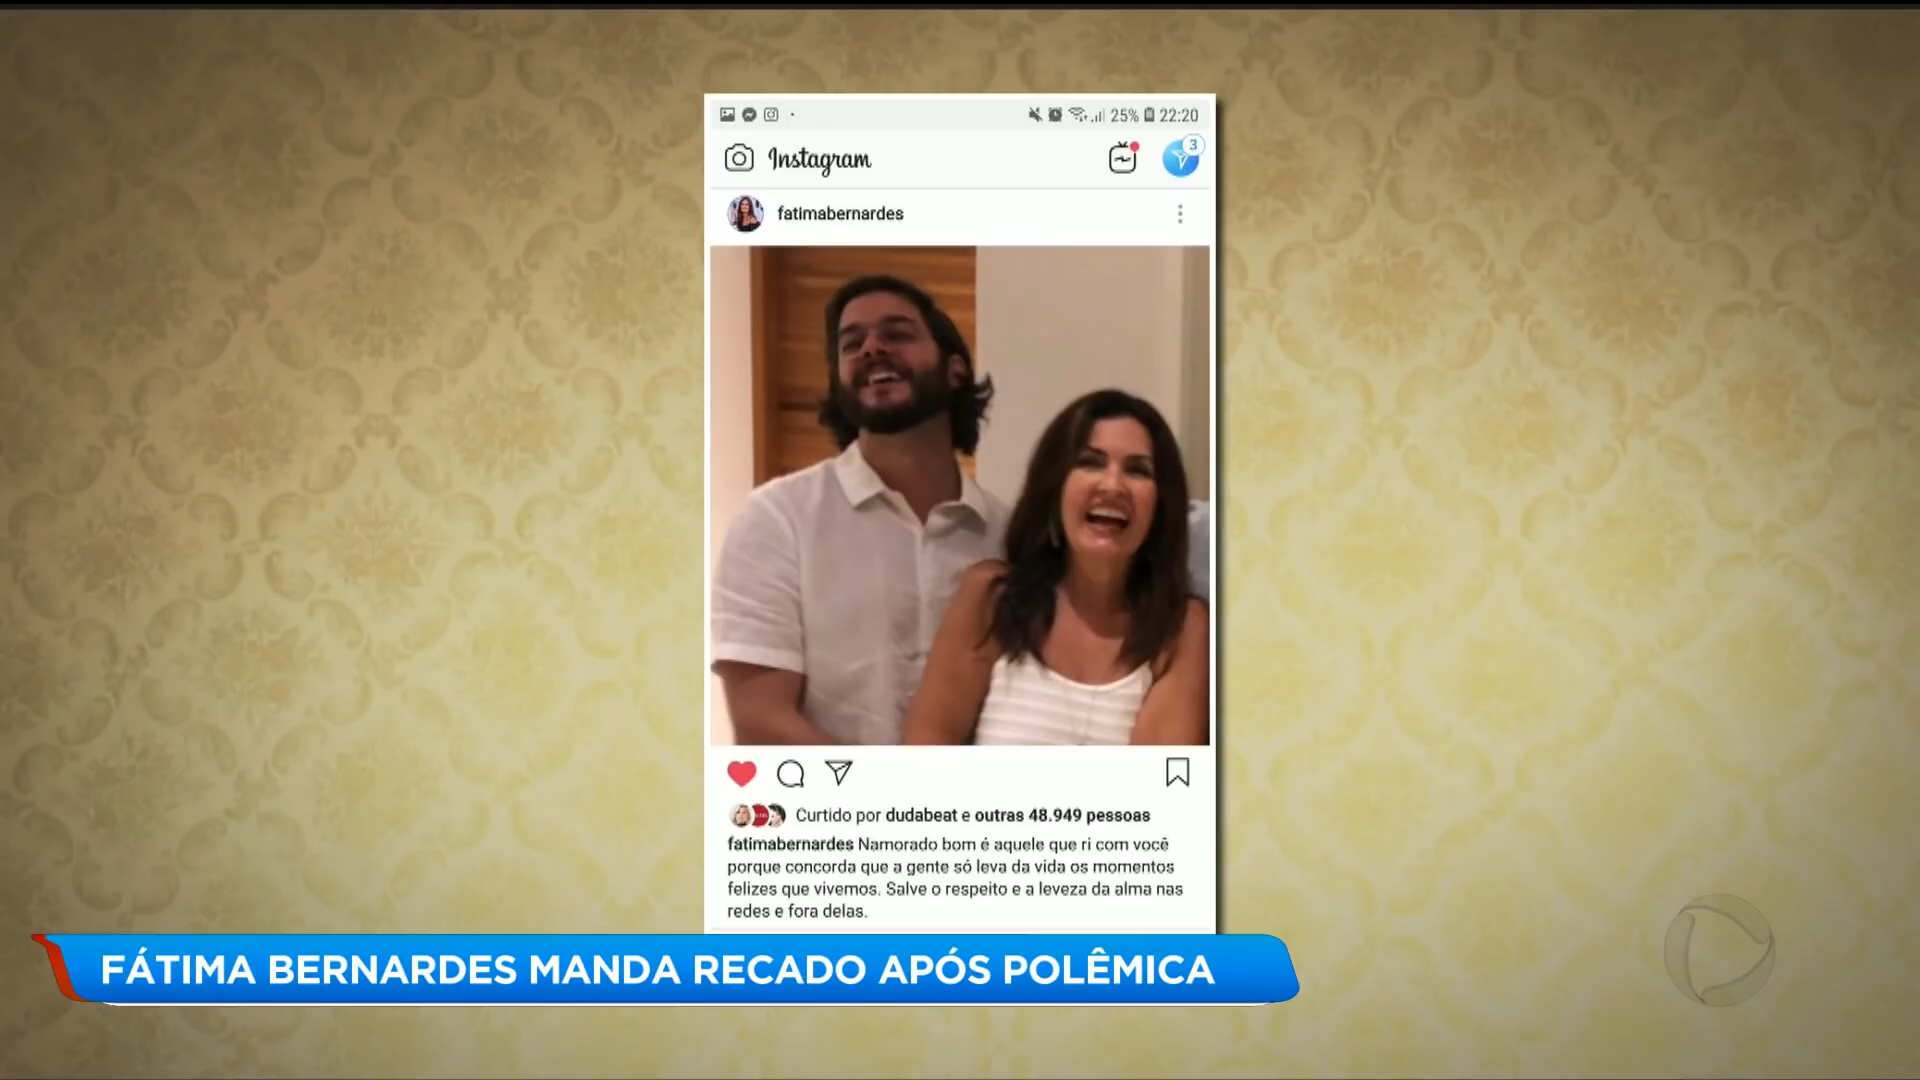 25% 22:20
Instagram
3
fatimabernardes
Curtido por dudabeat e outras 48.949 pessoas
fatimabernardes Namorado bom é aquele que ri com você
porque concorda que a gente só leva da vida os momentos
felizes que vivemos. Salve o respeito e a leveza da alma nas
redes e fora delas.
FÁTIMA BERNARDES MANDA RECADO APÓS POLÊMICA